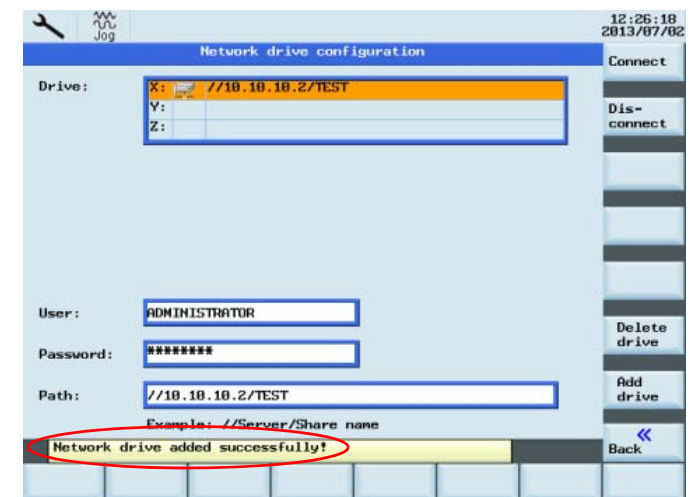 Jog
12:26:18
2013/07/02
Network drive configuration
Connect
Drive:
X: //10.10.10.2/TEST
Y:
Z:
Dis-
connect
User:
ADMINISTRATOR
Delete
drive
Password:
********
Add
drive
Path:
//10.10.10.2/TEST
Example: //Server/Share name
Network drive added successfully!
Back